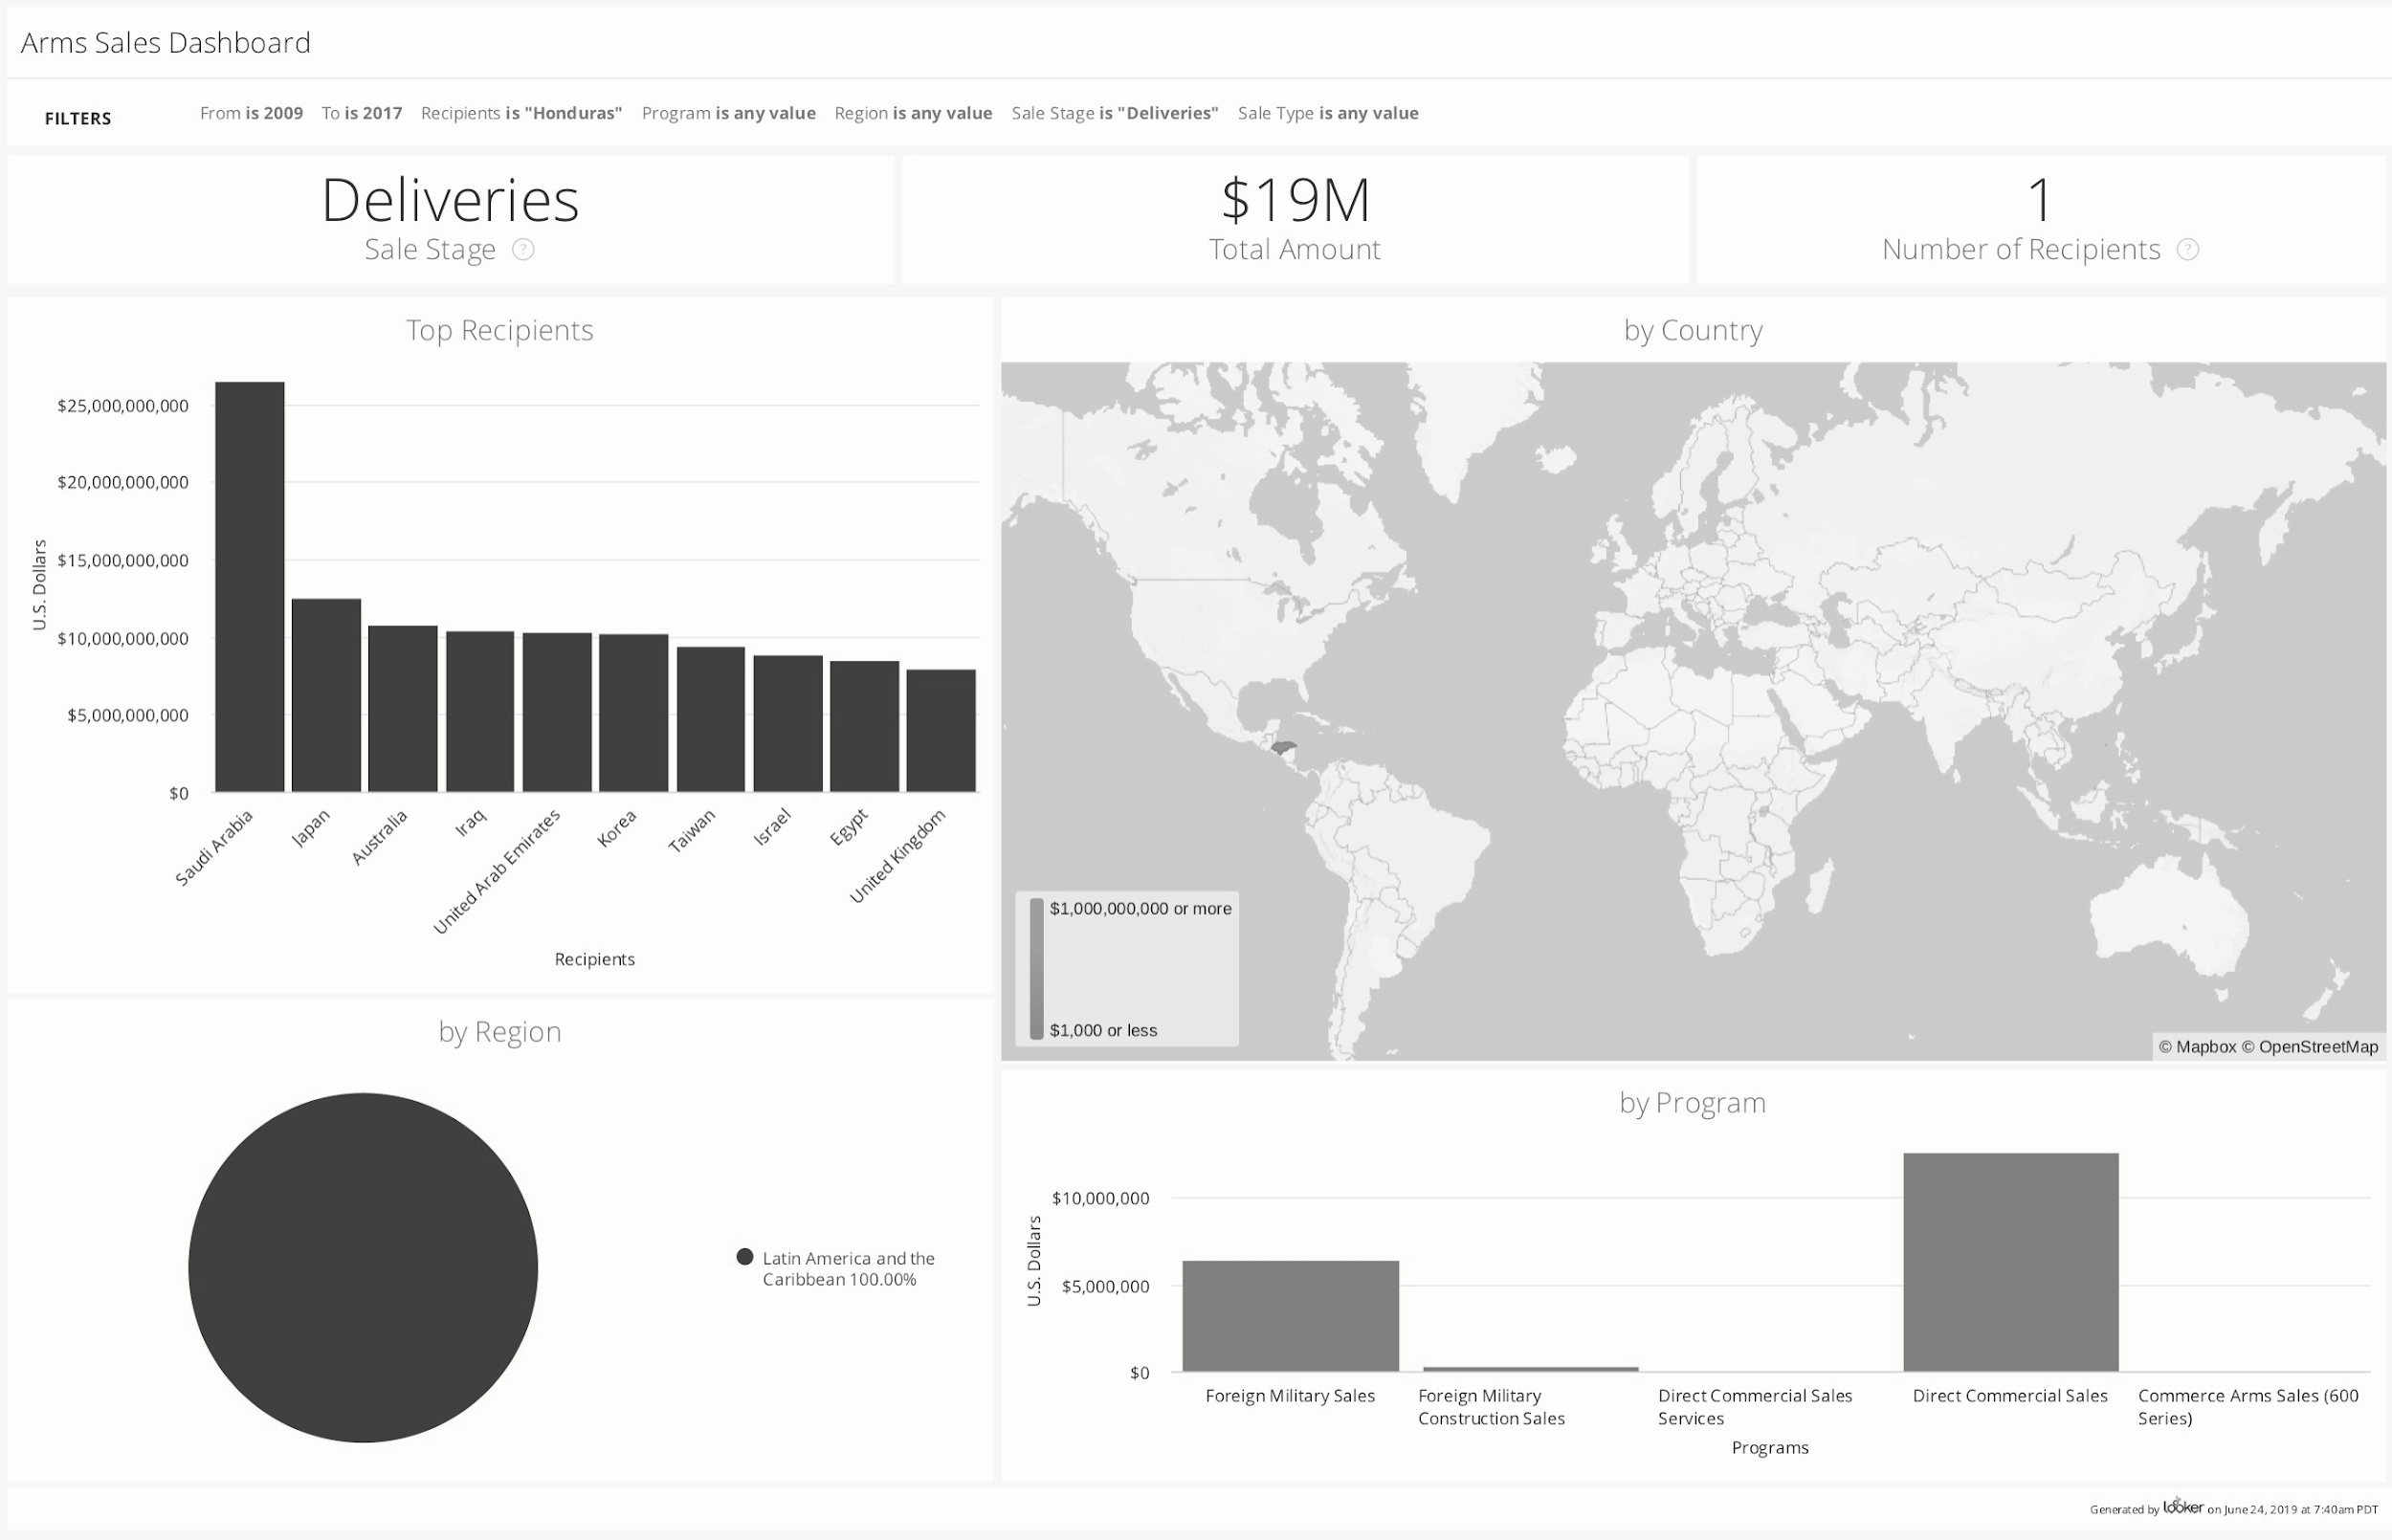 Arms Sales Dashboard
FILTERS
From is 2009 To is 2017 Recipients is "Honduras" Program is any value Region is any value Sale Stage is "Deliveries" Sale Type is any value
Deliveries
Sale Stage ?
$19M
Total Amount
1
Number of Recipients ?
Top Recipients
U.S. Dollars
$25,000,000,000
$20,000,000,000
$15,000,000,000
$10,000,000,000
$5,000,000,000
$0
Saudi Arabia
Japan
Australia
Iraq
United Arab Emirates
Korea
Taiwan
Israel
Egypt
United Kingdom
Recipients
by Country
$1,000,000,000 or more
$1,000 or less
© Mapbox © OpenStreetMap
by Region
Latin America and the
Caribbean 100.00%
by Program
U.S. Dollars
$10,000,000
$5,000,000
$0
Foreign Military Sales
Foreign Military
Construction Sales
Direct Commercial Sales
Services
Direct Commercial Sales
Commerce Arms Sales (600
Series)
Programs
Generated by looker on June 24, 2019 at 7:40am PDT